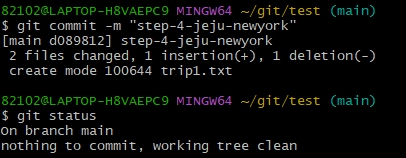 82102@LAPTOP-H8VAEPC9 MINGW64 ~/git/test (main)
$ git commit -m "step-4-jeju-newyork"
[main d089812] step-4-jeju-newyork
 2 files changed, 1 insertion(+), 1 deletion(-)
 create mode 100644 trip1.txt

82102@LAPTOP-H8VAEPC9 MINGW64 ~/git/test (main)
$ git status
On branch main
nothing to commit, working tree clean